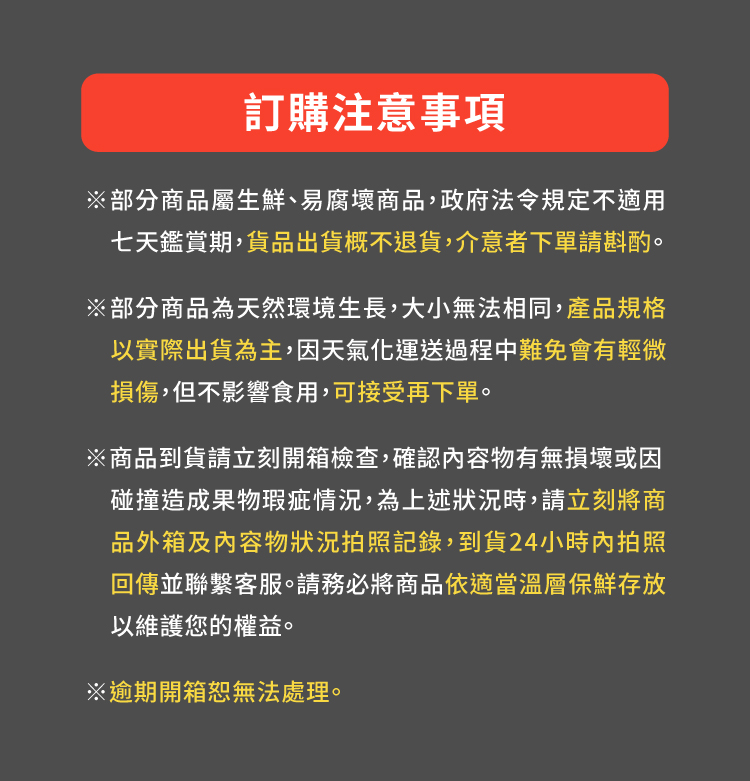 訂購注意事項
※部分商品屬生鮮、易腐壞商品，政府法令規定不適用
七天鑑賞期，貨品出貨概不退貨，介意者下單請斟酌。
※部分商品為天然環境生長，大小無法相同，產品規格
以實際出貨為主，因天氣化運送過程中難免會有輕微
損傷，但不影響食用，可接受再下單。
※商品到貨請立刻開箱檢查，確認內容物有無損壞或因
碰撞造成果物瑕疵情況，為上述狀況時，請立刻將商
品外箱及內容物狀況拍照記錄，到貨24小時內拍照
回傳並聯繫客服。請務必將商品依適當溫層保鮮存放
以維護您的權益。
※逾期開箱恕無法處理。